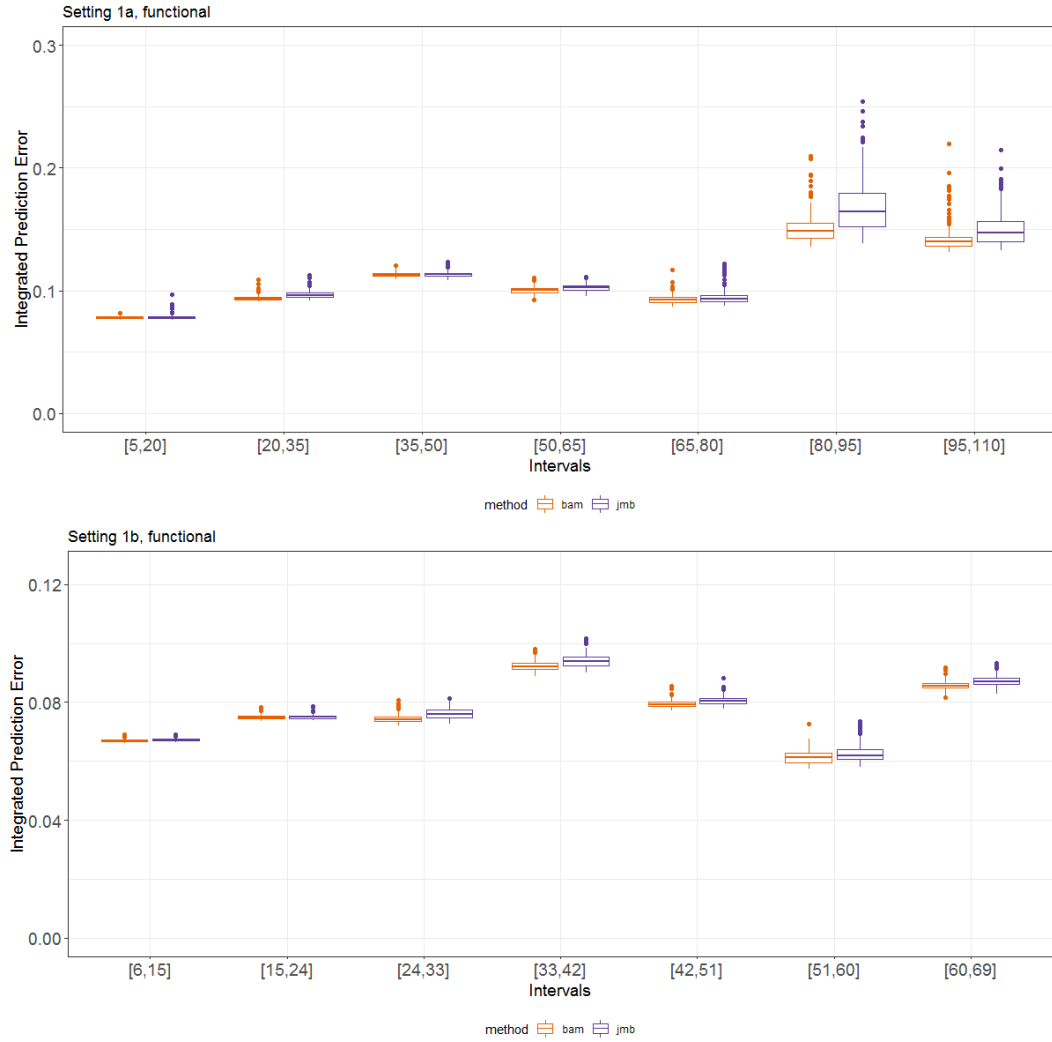 Setting 1a, functional
Integrated Prediction Error
0.3
0.2
0.1
0.0
[5,20] [20,35] [35,50] [50,65] [65,80] [80,95] [95,110]
Intervals
method bam jmb
Setting 1b, functional
Integrated Prediction Error
0.12
0.08
0.04
0.00
[6,15] [15,24] [24,33] [33,42] [42,51] [51,60] [60,69]
Intervals
method bam jmb